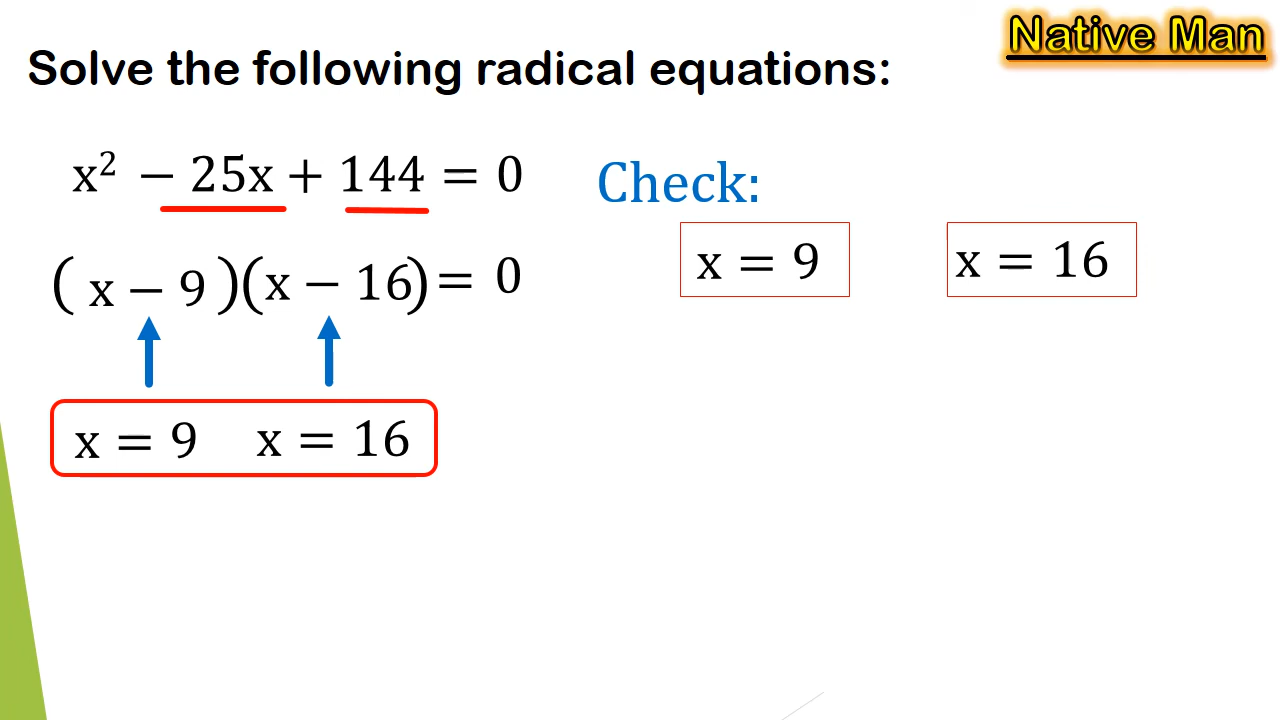 Native Man
Solve the following radical equations:
x² − 25x + 144 = 0
(x − 9)(x − 16) = 0
x = 9 x = 16
Check:
x = 9 x = 16